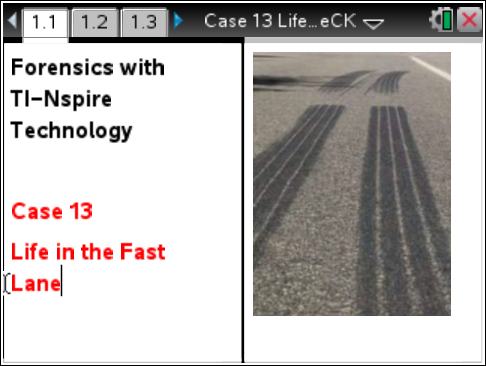 1.1 1.2 1.3 Case 13 Life...eCK
Forensics with
TI-Nspire
Technology
Case 13
Life in the Fast
Lane